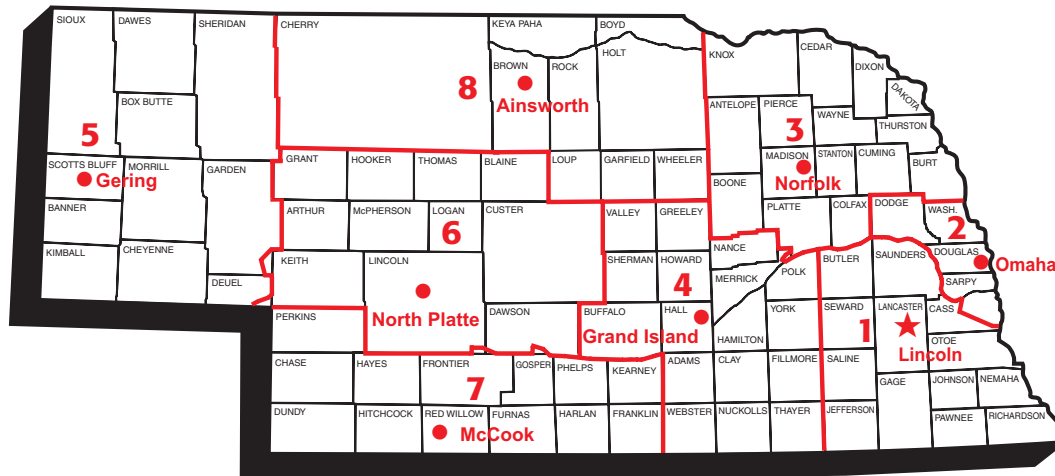 SIOUX
DAWES
SHERIDAN
CHERRY
KEYA PAHA
BOYD
HOLT
KNOX
CEDAR
DIXON
DAKOTA
BROWN
ROCK
8
Ainsworth
BOX BUTTE
ANTELOPE
PIERCE
WAYNE
THURSTON
5
3
SCOTTS BLUFF
MORRILL
GARDEN
Gering
GRANT
HOOKER
THOMAS
BLAINE
LOUP
GARFIELD
WHEELER
BOONE
MADISON
STANTON
CUMING
BURT
Norfolk
BANNER
ARTHUR
McPHERSON
LOGAN
CUSTER
VALLEY
GREELEY
PLATTE
COLFAX
DODGE
WASH.
6
2
KIMBALL
CHEYENNE
DEUEL
KEITH
LINCOLN
SHERMAN
HOWARD
NANCE
MERRICK
POLK
BUTLER
SAUNDERS
DOUGLAS
Omaha
SARPY
4
North Platte
PERKINS
DAWSON
BUFFALO
HALL
Grand Island
HAMILTON
YORK
SEWARD
1
LANCASTER
CASS
Lincoln
OTOE
CHASE
HAYES
FRONTIER
GOSPER
PHELPS
KEARNEY
ADAMS
CLAY
FILLMORE
SALINE
GAGE
JOHNSON
NEMAHA
7
DUNDY
HITCHCOCK
RED WILLOW
FURNAS
HARLAN
FRANKLIN
WEBSTER
NUCKOLLS
THAYER
JEFFERSON
PAWNEE
RICHARDSON
McCook